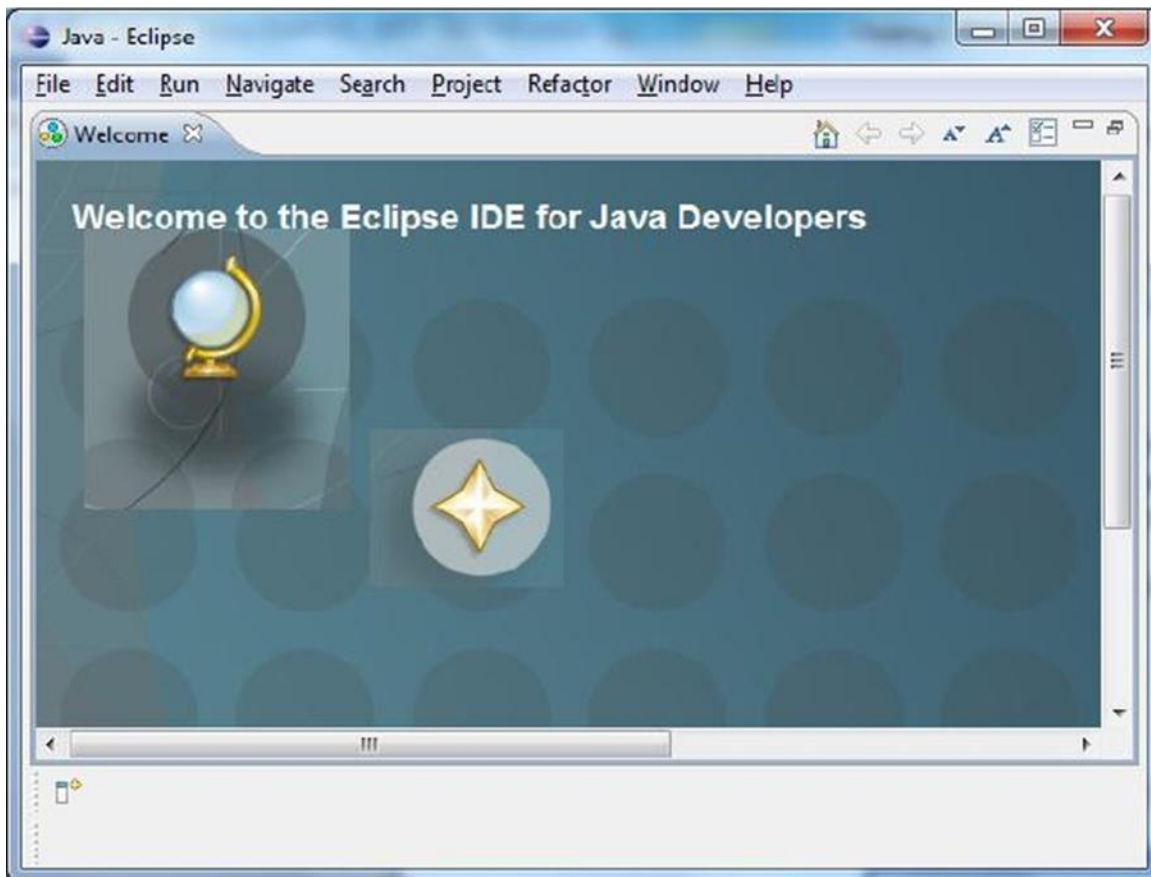 Java - Eclipse
File Edit Run Navigate Search Project Refactor Window Help
Welcome
Welcome to the Eclipse IDE for Java Developers